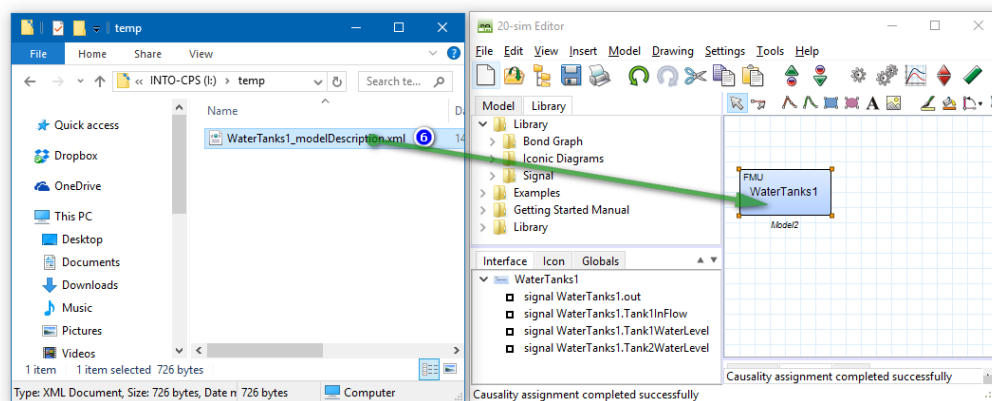 temp
File Home Share View
« INTO-CPS (I:) › temp
Search te...
Name
Quick access
Dropbox
OneDrive
This PC
Desktop
Documents
Downloads
Music
Pictures
Videos
WaterTanks1_modelDescription.xml 6 14
1 item 1 item selected 726 bytes
Type: XML Document, Size: 726 bytes, Date n 726 bytes Computer
20-sim Editor
File Edit View Insert Model Drawing Settings Tools Help
Model Library
Library
Bond Graph
Iconic Diagrams
Signal
Examples
Getting Started Manual
Library
A
FMU
WaterTanks1
Model2
Interface Icon Globals
WaterTanks1
signal WaterTanks1.out
signal WaterTanks1.Tank1InFlow
signal WaterTanks1.Tank1WaterLevel
signal WaterTanks1.Tank2WaterLevel
Causality assignment completed successfully
Causality assignment completed successfully